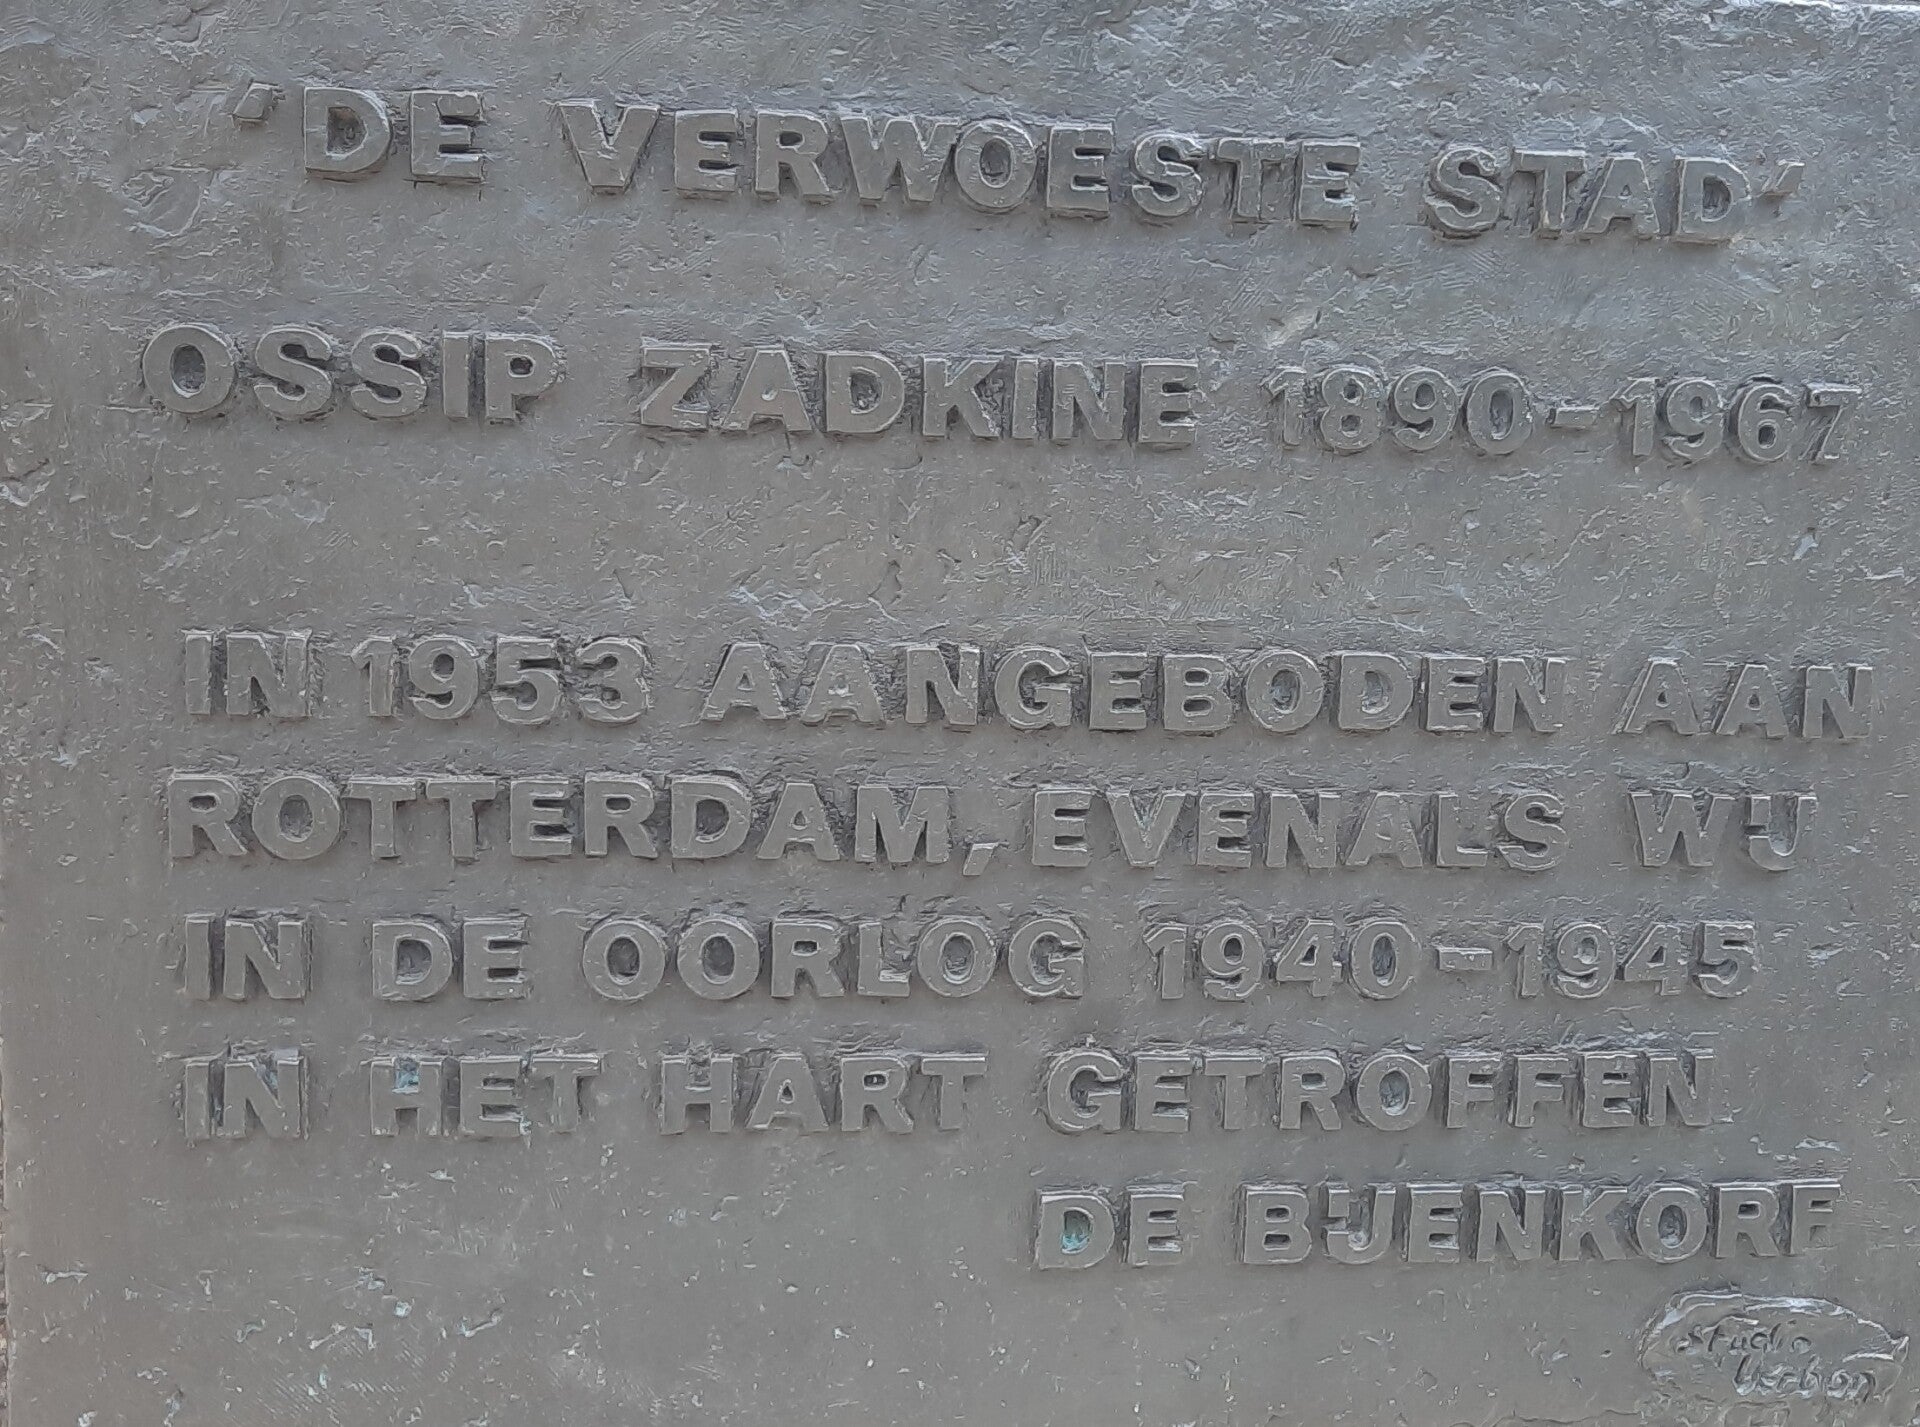 'DE VERWOESTE STAD'
OSSIP ZADKINE 1890-1967
IN 1953 AANGEBODEN AAN
ROTTERDAM, EVENALS WIJ
IN DE OORLOG 1940-1945
IN HET HART GETROFFEN
DE BIJENKORF
Studio